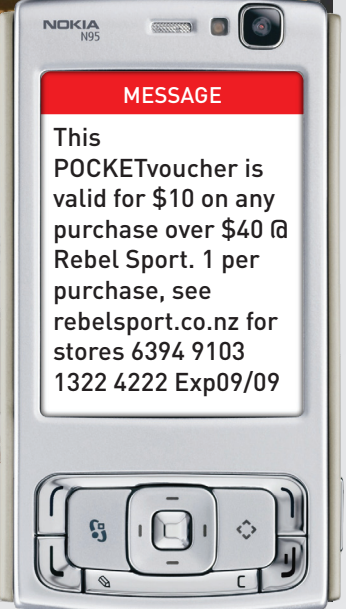 NOKIA
N95
MESSAGE
This
POCKETvoucher is
valid for $10 on any
purchase over $40 @
Rebel Sport. 1 per
purchase, see
rebelsport.co.nz for
stores 6394 9103
1322 4222 Exp09/09
C